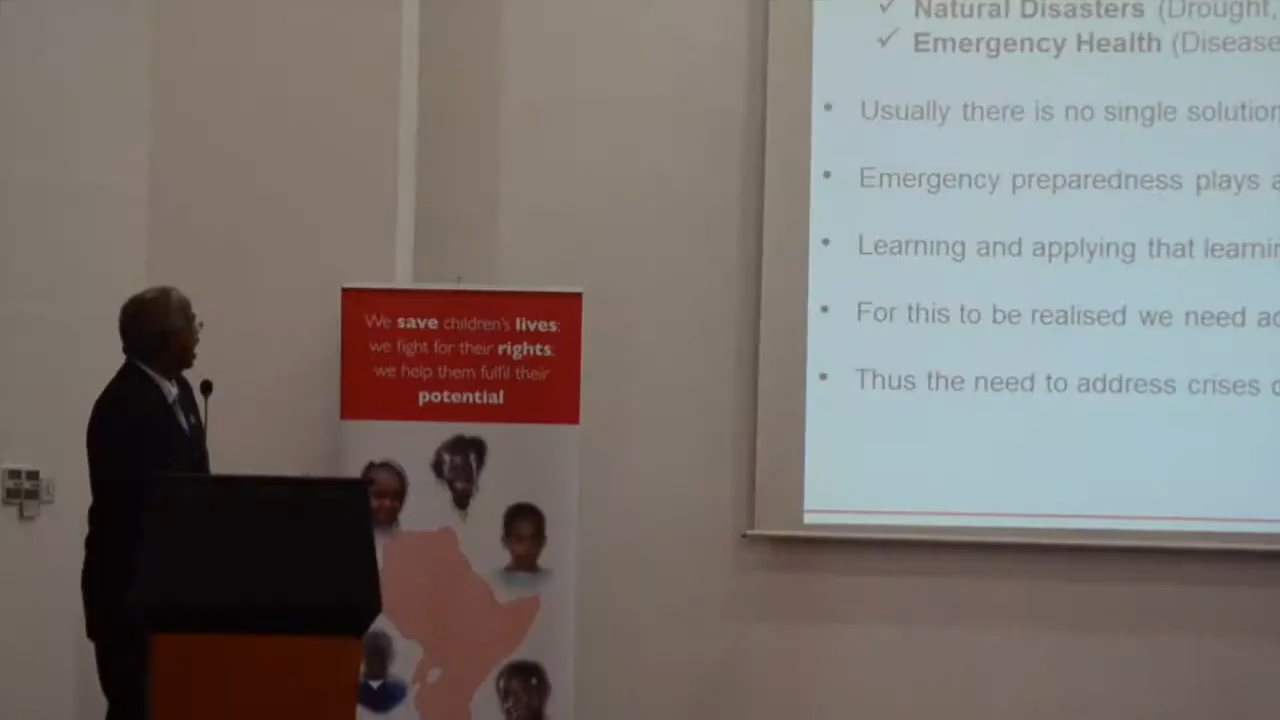 We save children's lives;
we fight for their rights;
we help them fulfil their
potential
✓ Natural Disasters (Drought,
✓ Emergency Health (Disease
• Usually there is no single solution
• Emergency preparedness plays
• Learning and applying that
• For this to be realised we need
• Thus the need to address crises